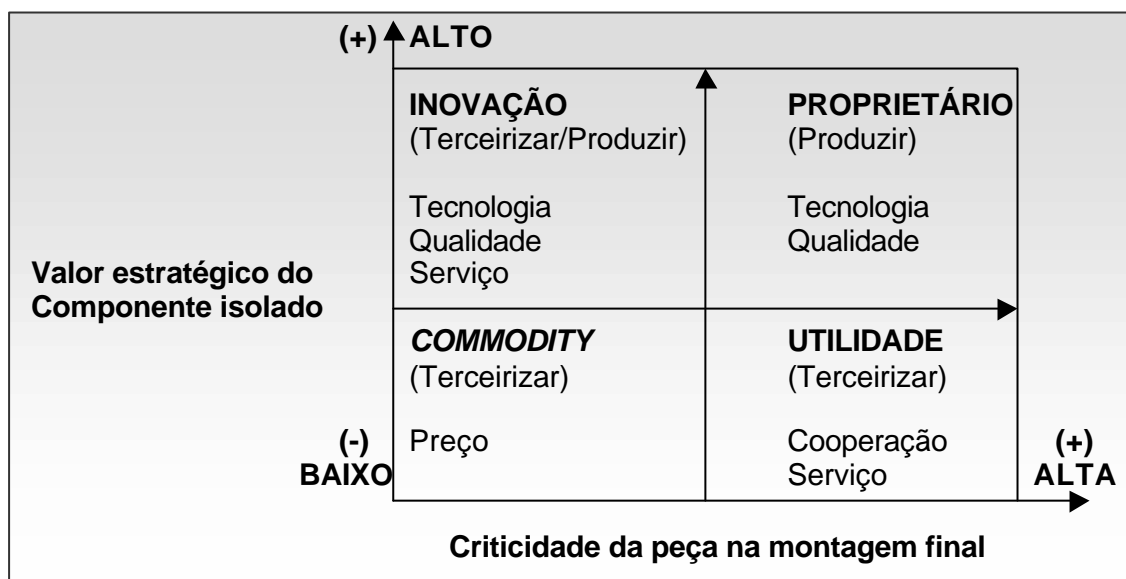 (+) ALTO
INOVAÇÃO
(Terceirizar/Produzir)
Tecnologia
Qualidade
Serviço
PROPRIETÁRIO
(Produzir)
Tecnologia
Qualidade
Valor estratégico do
Componente isolado
COMMODITY
(Terceirizar)
Preço
UTILIDADE
(Terceirizar)
Cooperação
Serviço
(-)
BAIXO
(+)
ALTA
Criticidade da peça na montagem final